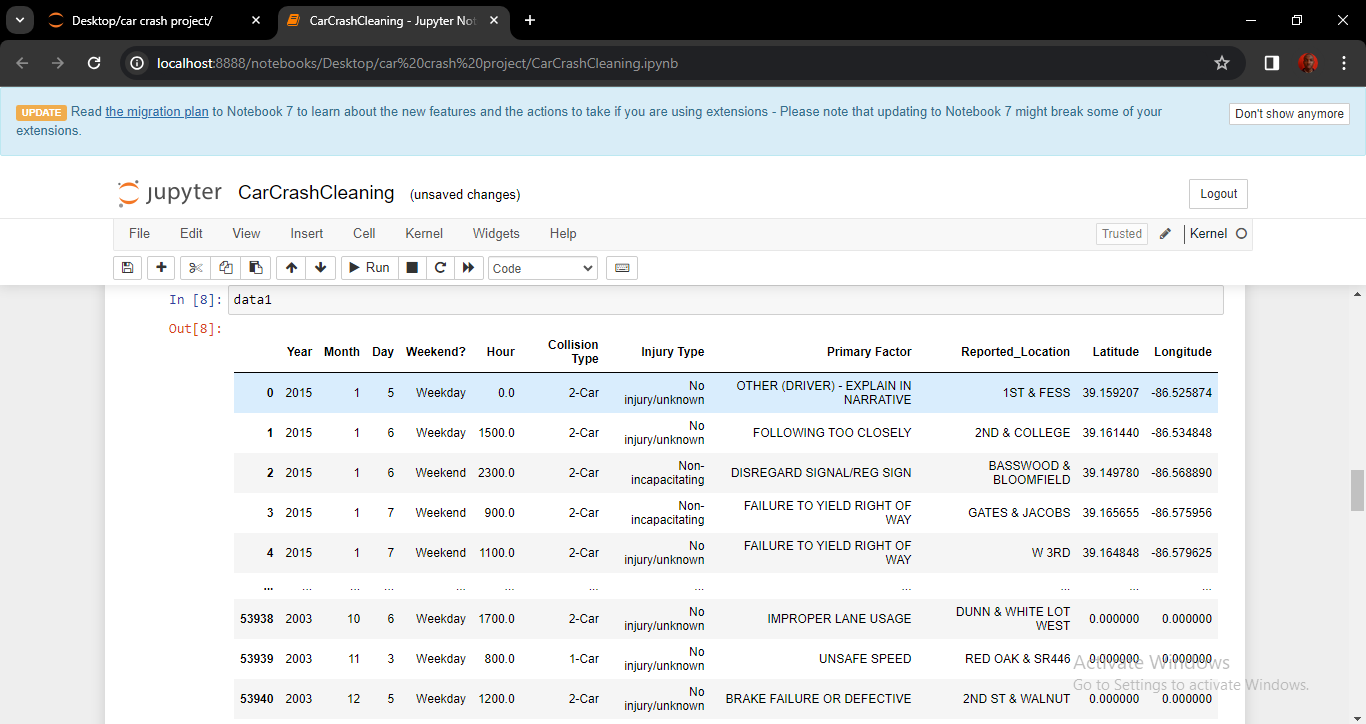 Desktop/car crash project/
CarCrashCleaning - Jupyter Not
localhost:8888/notebooks/Desktop/car%20crash%20project/CarCrashCleaning.ipynb
UPDATE Read the migration plan to Notebook 7 to learn about the new features and the actions to take if you are using extensions - Please note that updating to Notebook 7 might break some of your
extensions.
Don't show anymore
jupyter CarCrashCleaning (unsaved changes)
Logout
File Edit View Insert Cell Kernel Widgets Help
Trusted Kernel
Run Code
In [8]: data1
Out[8]:
Year Month Day Weekend? Hour Collision Type Injury Type Primary Factor Reported_Location Latitude Longitude
0 2015 1 5 Weekday 0.0 2-Car No injury/unknown OTHER (DRIVER) - EXPLAIN IN NARRATIVE 1ST & FESS 39.159207 -86.525874
1 2015 1 6 Weekday 1500.0 2-Car No injury/unknown FOLLOWING TOO CLOSELY 2ND & COLLEGE 39.161440 -86.534848
2 2015 1 6 Weekend 2300.0 2-Car Non-incapacitating DISREGARD SIGNAL/REG SIGN BASSWOOD & BLOOMFIELD 39.149780 -86.568890
3 2015 1 7 Weekend 900.0 2-Car Non-incapacitating FAILURE TO YIELD RIGHT OF WAY GATES & JACOBS 39.165655 -86.575956
4 2015 1 7 Weekend 1100.0 2-Car No injury/unknown FAILURE TO YIELD RIGHT OF WAY W 3RD 39.164848 -86.579625
... ... ... ... ... ... ... ... ... ... ... ...
53938 2003 10 6 Weekday 1700.0 2-Car No injury/unknown IMPROPER LANE USAGE DUNN & WHITE LOT WEST 0.000000 0.000000
53939 2003 11 3 Weekday 800.0 1-Car No injury/unknown UNSAFE SPEED RED OAK & SR446 0.000000 0.000000
53940 2003 12 5 Weekday 1200.0 2-Car No injury/unknown BRAKE FAILURE OR DEFECTIVE 2ND ST & WALNUT 0.000000 0.000000
Activate Windows
Go to Settings to activate Windows.